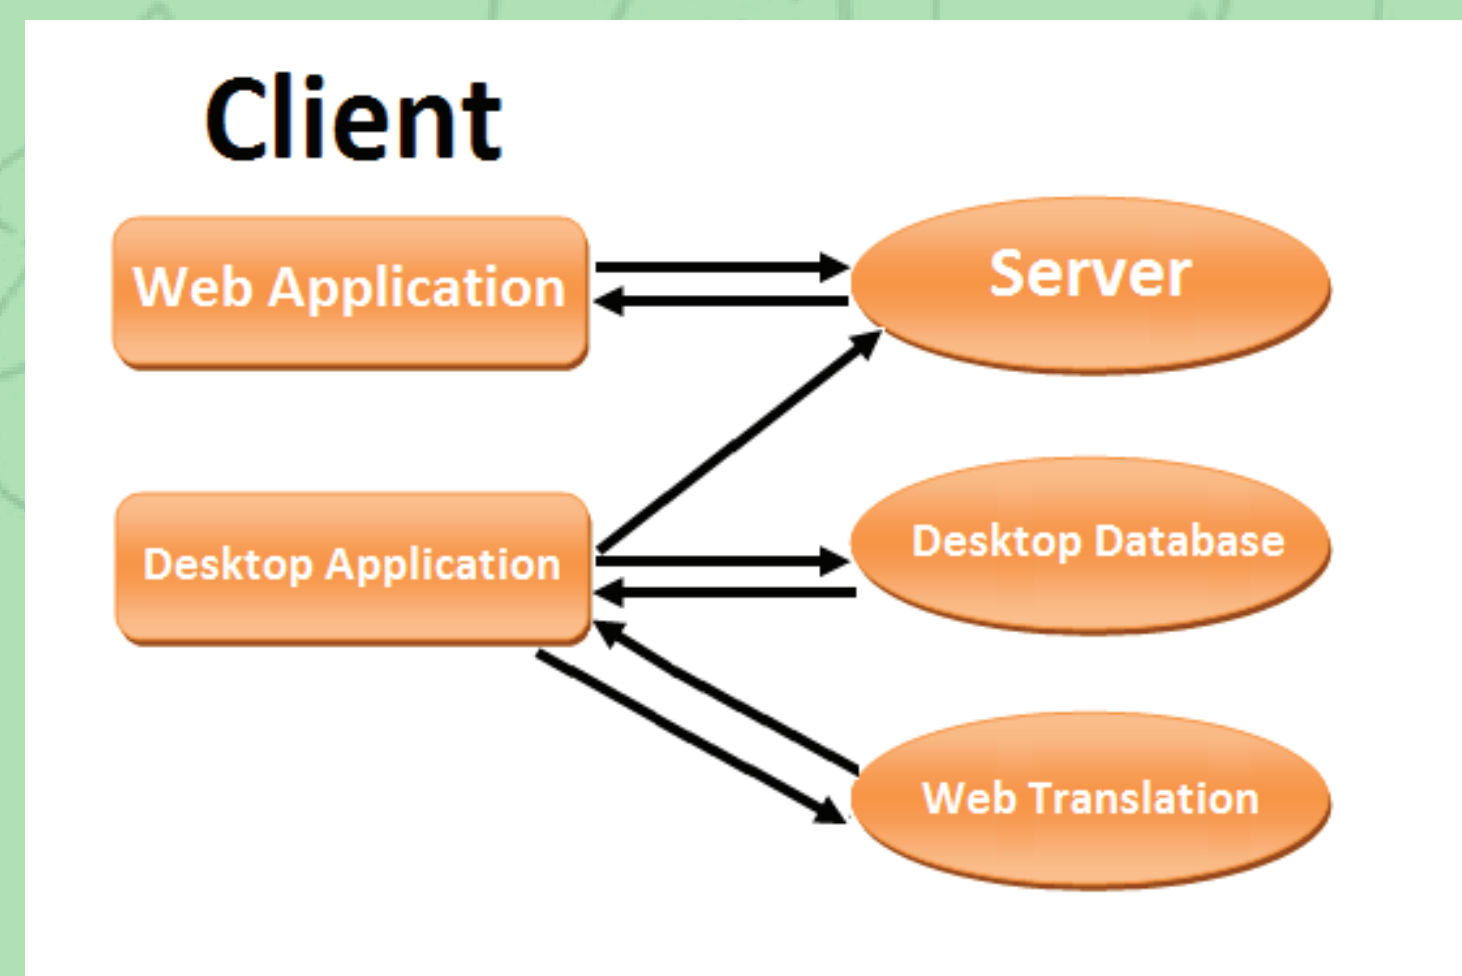 Client
Web Application
Server
Desktop Application
Desktop Database
Web Translation